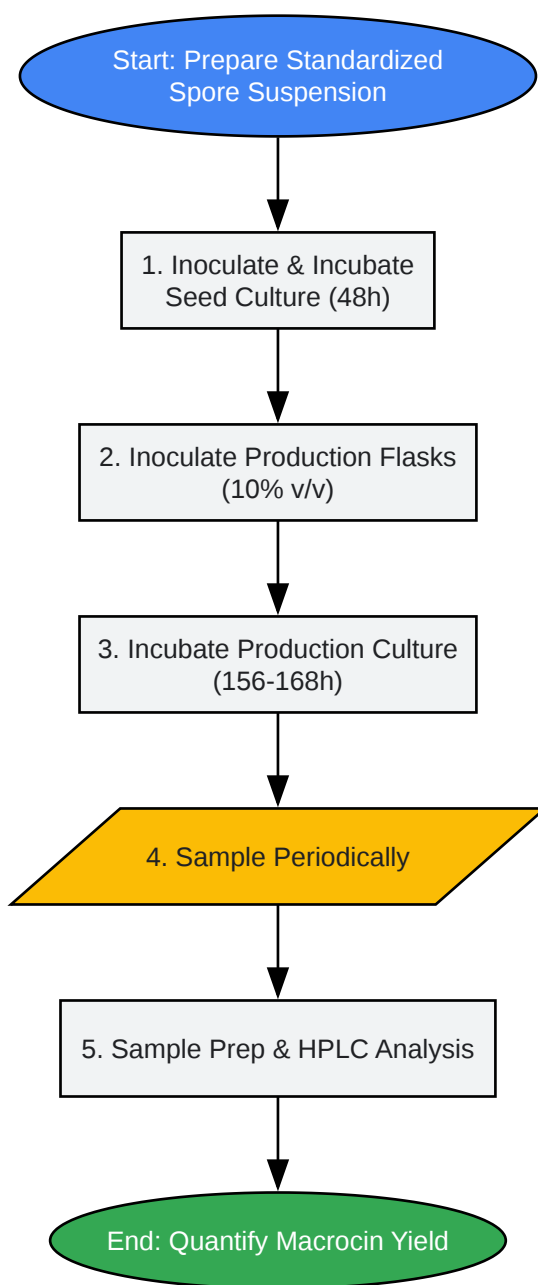 Start: Prepare Standardized
Spore Suspension
1. Inoculate & Incubate
Seed Culture (48h)
2. Inoculate Production Flasks
(10% v/v)
3. Incubate Production Culture
(156-168h)
4. Sample Periodically
5. Sample Prep & HPLC Analysis
End: Quantify Macrocin Yield